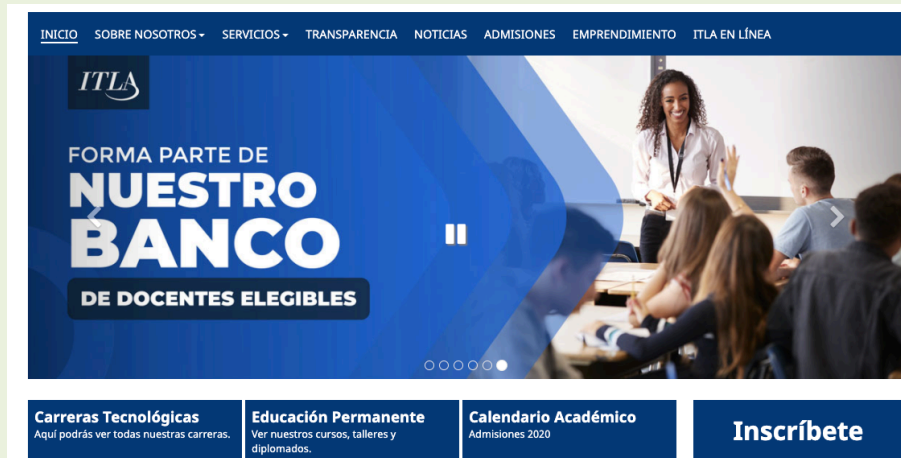 INICIO SOBRE NOSOTROS SERVICIOS TRANSPARENCIA NOTICIAS ADMISIONES EMPRENDIMIENTO ITLA EN LÍNEA
ITLA
FORMA PARTE DE
NUESTRO
BANCO
DE DOCENTES ELEGIBLES
Carreras Tecnológicas
Aquí podrás ver todas nuestras carreras.
Educación Permanente
Ver nuestros cursos, talleres y
diplomados.
Calendario Académico
Admisiones 2020
Inscríbete